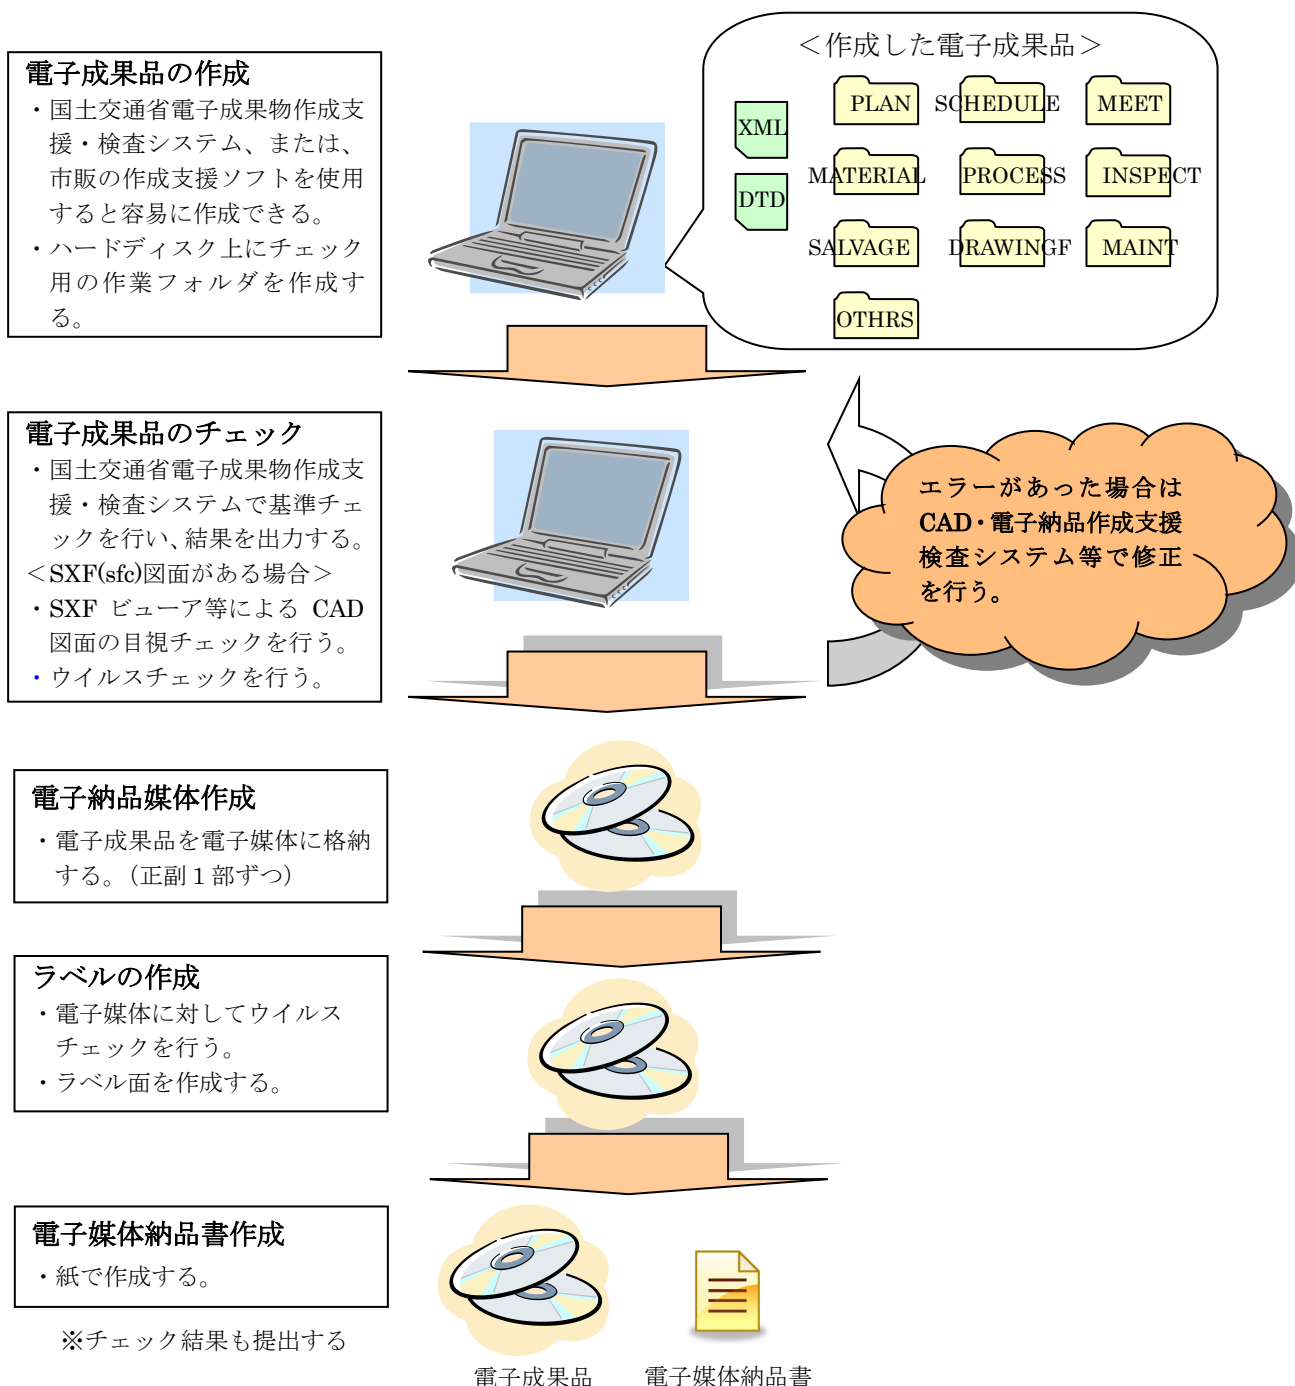 電子成果品の作成
・国土交通省電子成果物作成支
援・検査システム、または、
市販の作成支援ソフトを使用
すると容易に作成できる。
・ハードディスク上にチェック
用の作業フォルダを作成す
る。
＜作成した電子成果品＞
XML
DTD
PLAN SCHEDULE MEET
MATERIAL PROCESS INSPECT
SALVAGE DRAWINGF MAINT
OTHRS
電子成果品のチェック
・国土交通省電子成果物作成支
援・検査システムで基準チェ
ックを行い、結果を出力する。
＜SXF(sfc)図面がある場合＞
・SXF ビューア等による CAD
図面の目視チェックを行う。
・ウイルスチェックを行う。
エラーがあった場合は
CAD・電子納品作成支援
検査システム等で修正
を行う。
電子納品媒体作成
・電子成果品を電子媒体に格納
する。（正副１部ずつ）
ラベルの作成
・電子媒体に対してウイルス
チェックを行う。
・ラベル面を作成する。
電子媒体納品書作成
・紙で作成する。
※チェック結果も提出する
電子成果品
電子媒体納品書